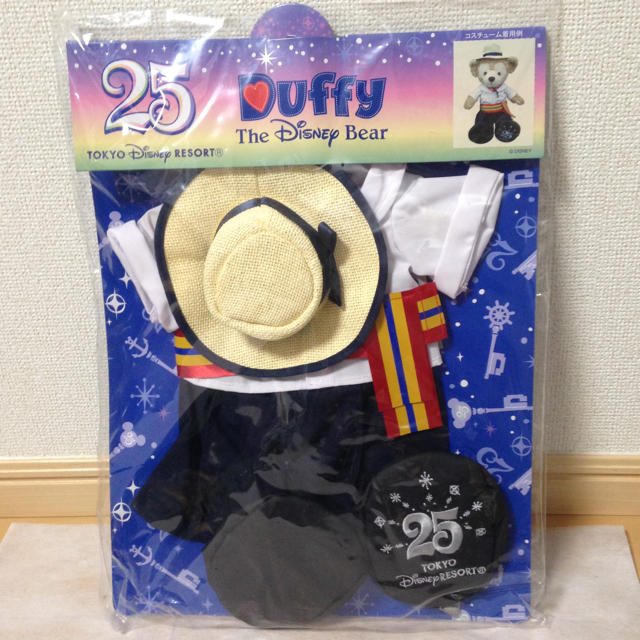 25
TOKYO Disney RESORT®
Duffy
The Disney Bear
コスチューム着用例
© DISNEY
25
TOKYO
Disney RESORT®